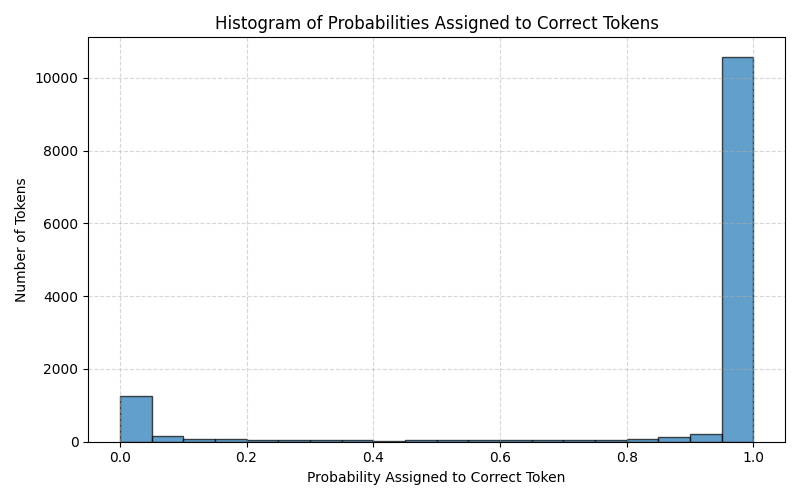 Histogram of Probabilities Assigned to Correct Tokens
Number of Tokens
10000
8000
6000
4000
2000
0
0.0 0.2 0.4 0.6 0.8 1.0
Probability Assigned to Correct Token